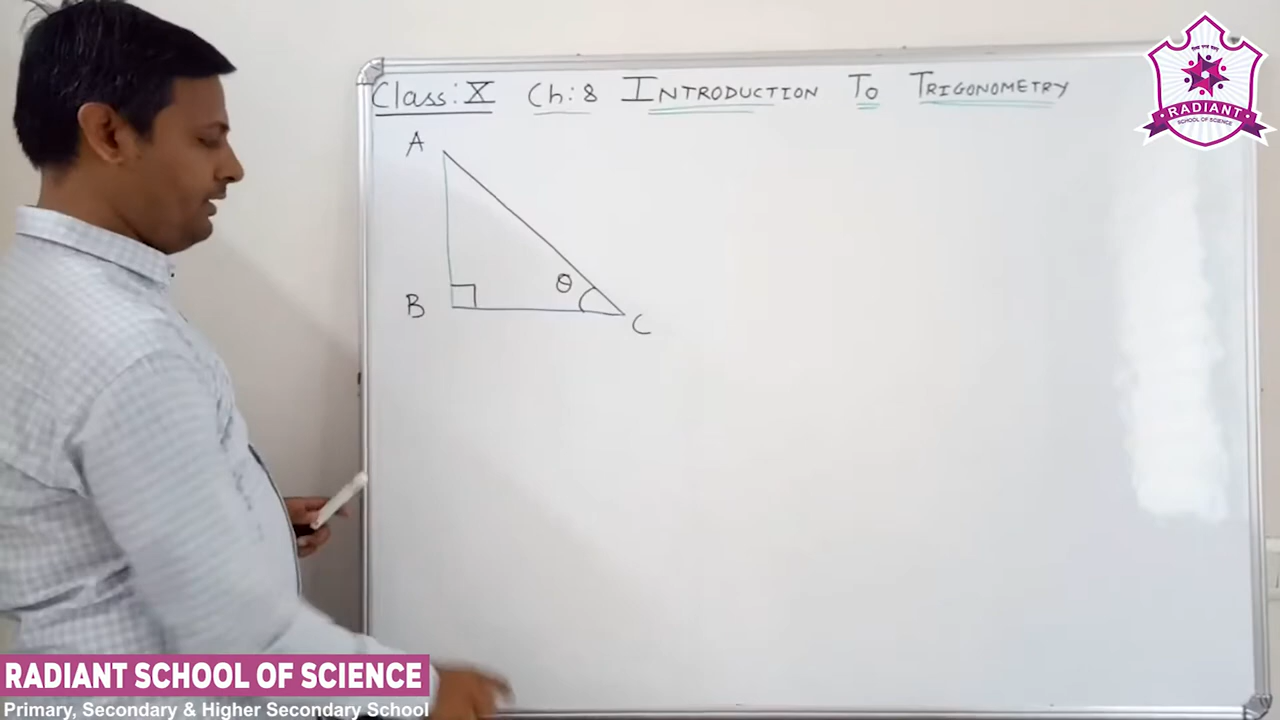 Class: X Ch: 8 INTRODUCTION TO TRIGONOMETRY
A
θ
B
C
RADIANT
SCHOOL OF SCIENCE
RADIANT SCHOOL OF SCIENCE
Primary, Secondary & Higher Secondary School